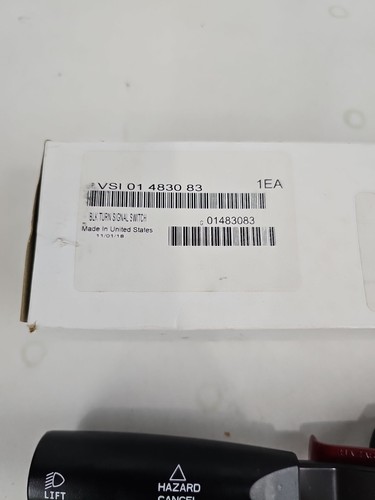 VSI 01 4830 83 1EA
BLK TURN SIGNAL SWITCH
01483083
Made In United States
11/01/18
LIFT
HAZARD
CANCEL